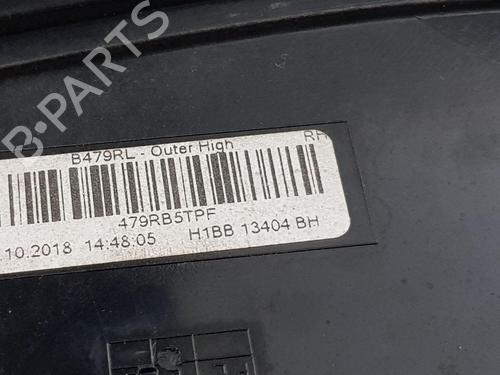 B-PARTS
B479RL - Outer High
RH
479RB5TPF
.10.2018 14:48:05 H1BB 13404 BH